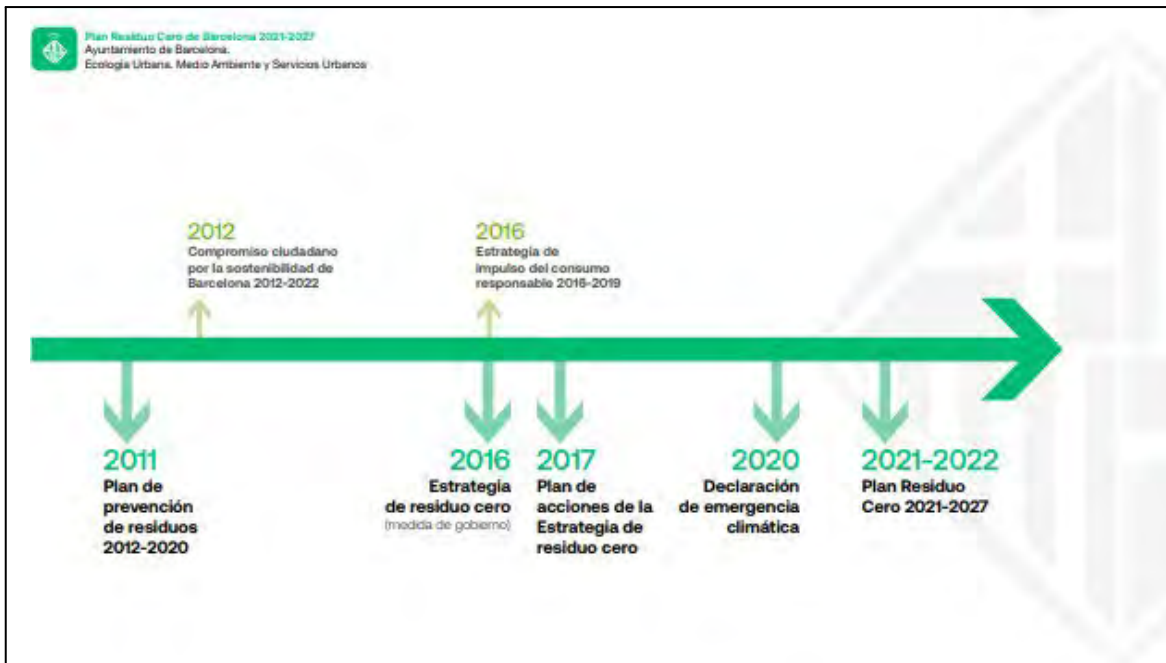 Plan Residuo Cero de Barcelona 2021-2027
Ayuntamiento de Barcelona.
Ecología Urbana. Medio Ambiente y Servicios Urbanos
2012
Compromiso ciudadano
por la sostenibilidad de
Barcelona 2012-2022
2016
Estrategia de
impulso del consumo
responsable 2016-2019
2011
Plan de
prevención
de residuos
2012-2020
2016
Estrategia
de residuo cero
(medida de gobierno)
2017
Plan de
acciones de la
Estrategia de
residuo cero
2020
Declaración
de emergencia
climática
2021-2022
Plan Residuo
Cero 2021-2027